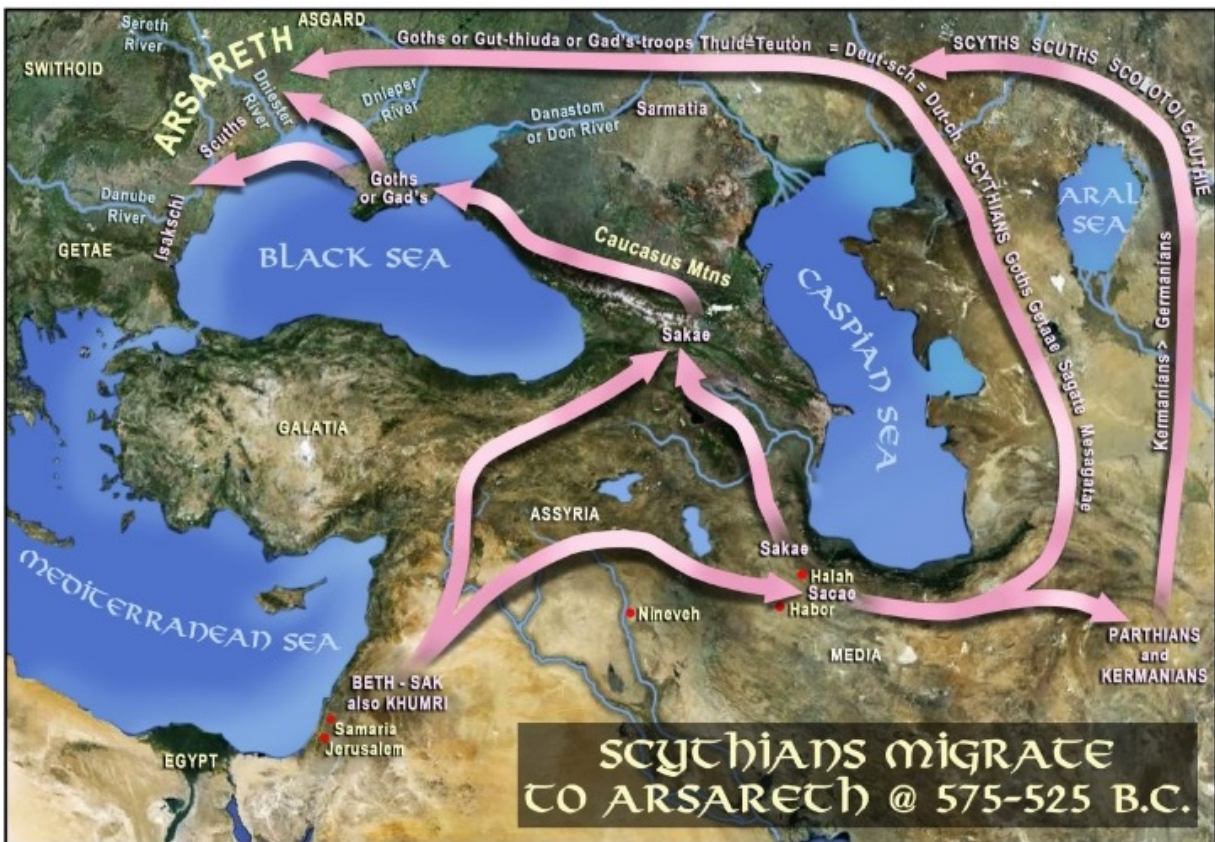 Sereth
River
ASGARD
SWITHOID
ARSARETH
Goths or Gut-thiuda or Gad's-troops Thuid=Teuton = Deut-sch = Dut-ch, SCYTHIANS Goths Getaae Sagate Mesagatae
SCYTHS SCUTHS SCOLOTOI GAUTHIE
Kermanians > Germanians
Dniester
River
Dnieper
River
Danastom
or Don River
Sarmatia
Scuths
Danube
River
Isakschi
GETAE
Goths
or Gad's
BLACK SEA
Caucasus Mtns
CASPIAN SEA
ARAL
SEA
Sakae
GALATIA
ASSYRIA
Sakae
Halah
Sacae
Habor
Nineveh
MEDIA
PARTHIANS
and
KERMANIANS
MEDITERRANEAN SEA
BETH - SAK
also KHUMRI
Samaria
Jerusalem
EGYPT
SCYTHIANS MIGRATE
TO ARSARETH @ 575-525 B.C.